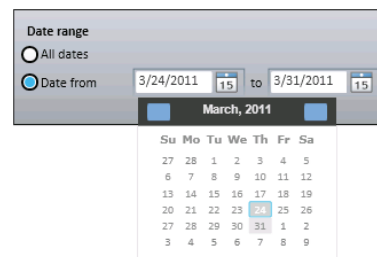 Date range
All dates
Date from 3/24/2011 15 to 3/31/2011 15
March, 2011
Su Mo Tu We Th Fr Sa
27 28 1 2 3 4 5
6 7 8 9 10 11 12
13 14 15 16 17 18 19
20 21 22 23 24 25 26
27 28 29 30 31 1 2
3 4 5 6 7 8 9